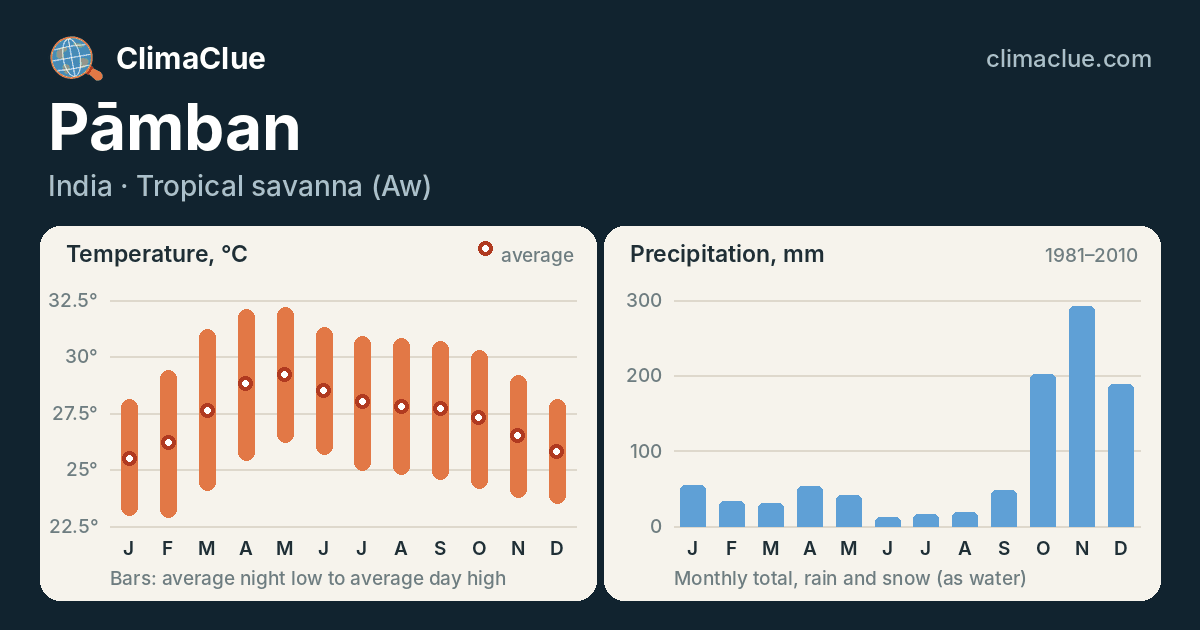 ClimaClue
climaclue.com
Pāmban
India · Tropical savanna (Aw)
Temperature, °C
average
32.5°
30°
27.5°
25°
22.5°
J F M A M J J A S O N D
Bars: average night low to average day high
Precipitation, mm
1981–2010
300
200
100
0
J F M A M J J A S O N D
Monthly total, rain and snow (as water)